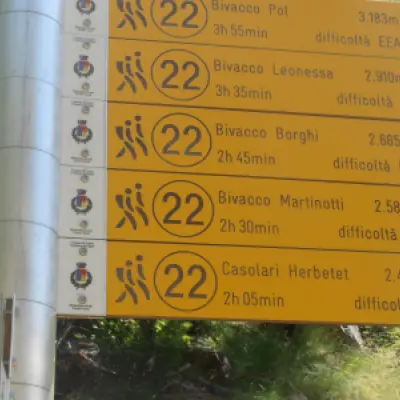 22 Bivacco Pol 3.183m
3h 55min difficoltà EEA
22 Bivacco Leonessa 2.910m
3h 35min difficoltà
22 Bivacco Borghi 2.685
2h 45min difficoltà
22 Bivacco Martinotti 2.58
2h 30min difficoltà
22 Casolari Herbetet 2.4
2h 05min difficol